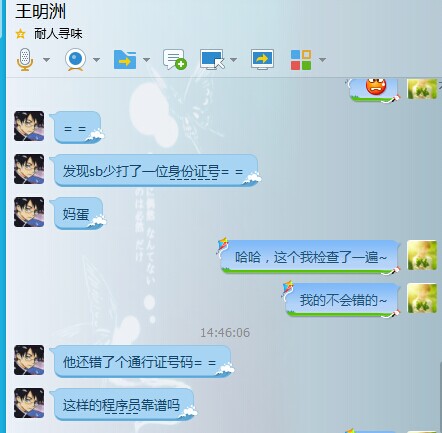 王明洲
耐人寻味
= =
发现sb少打了一位身份证号= =
妈蛋
哈哈，这个我检查了一遍~
我的不会错的~
14:46:06
他还错了个通行证号码= =
这样的程序员靠谱吗